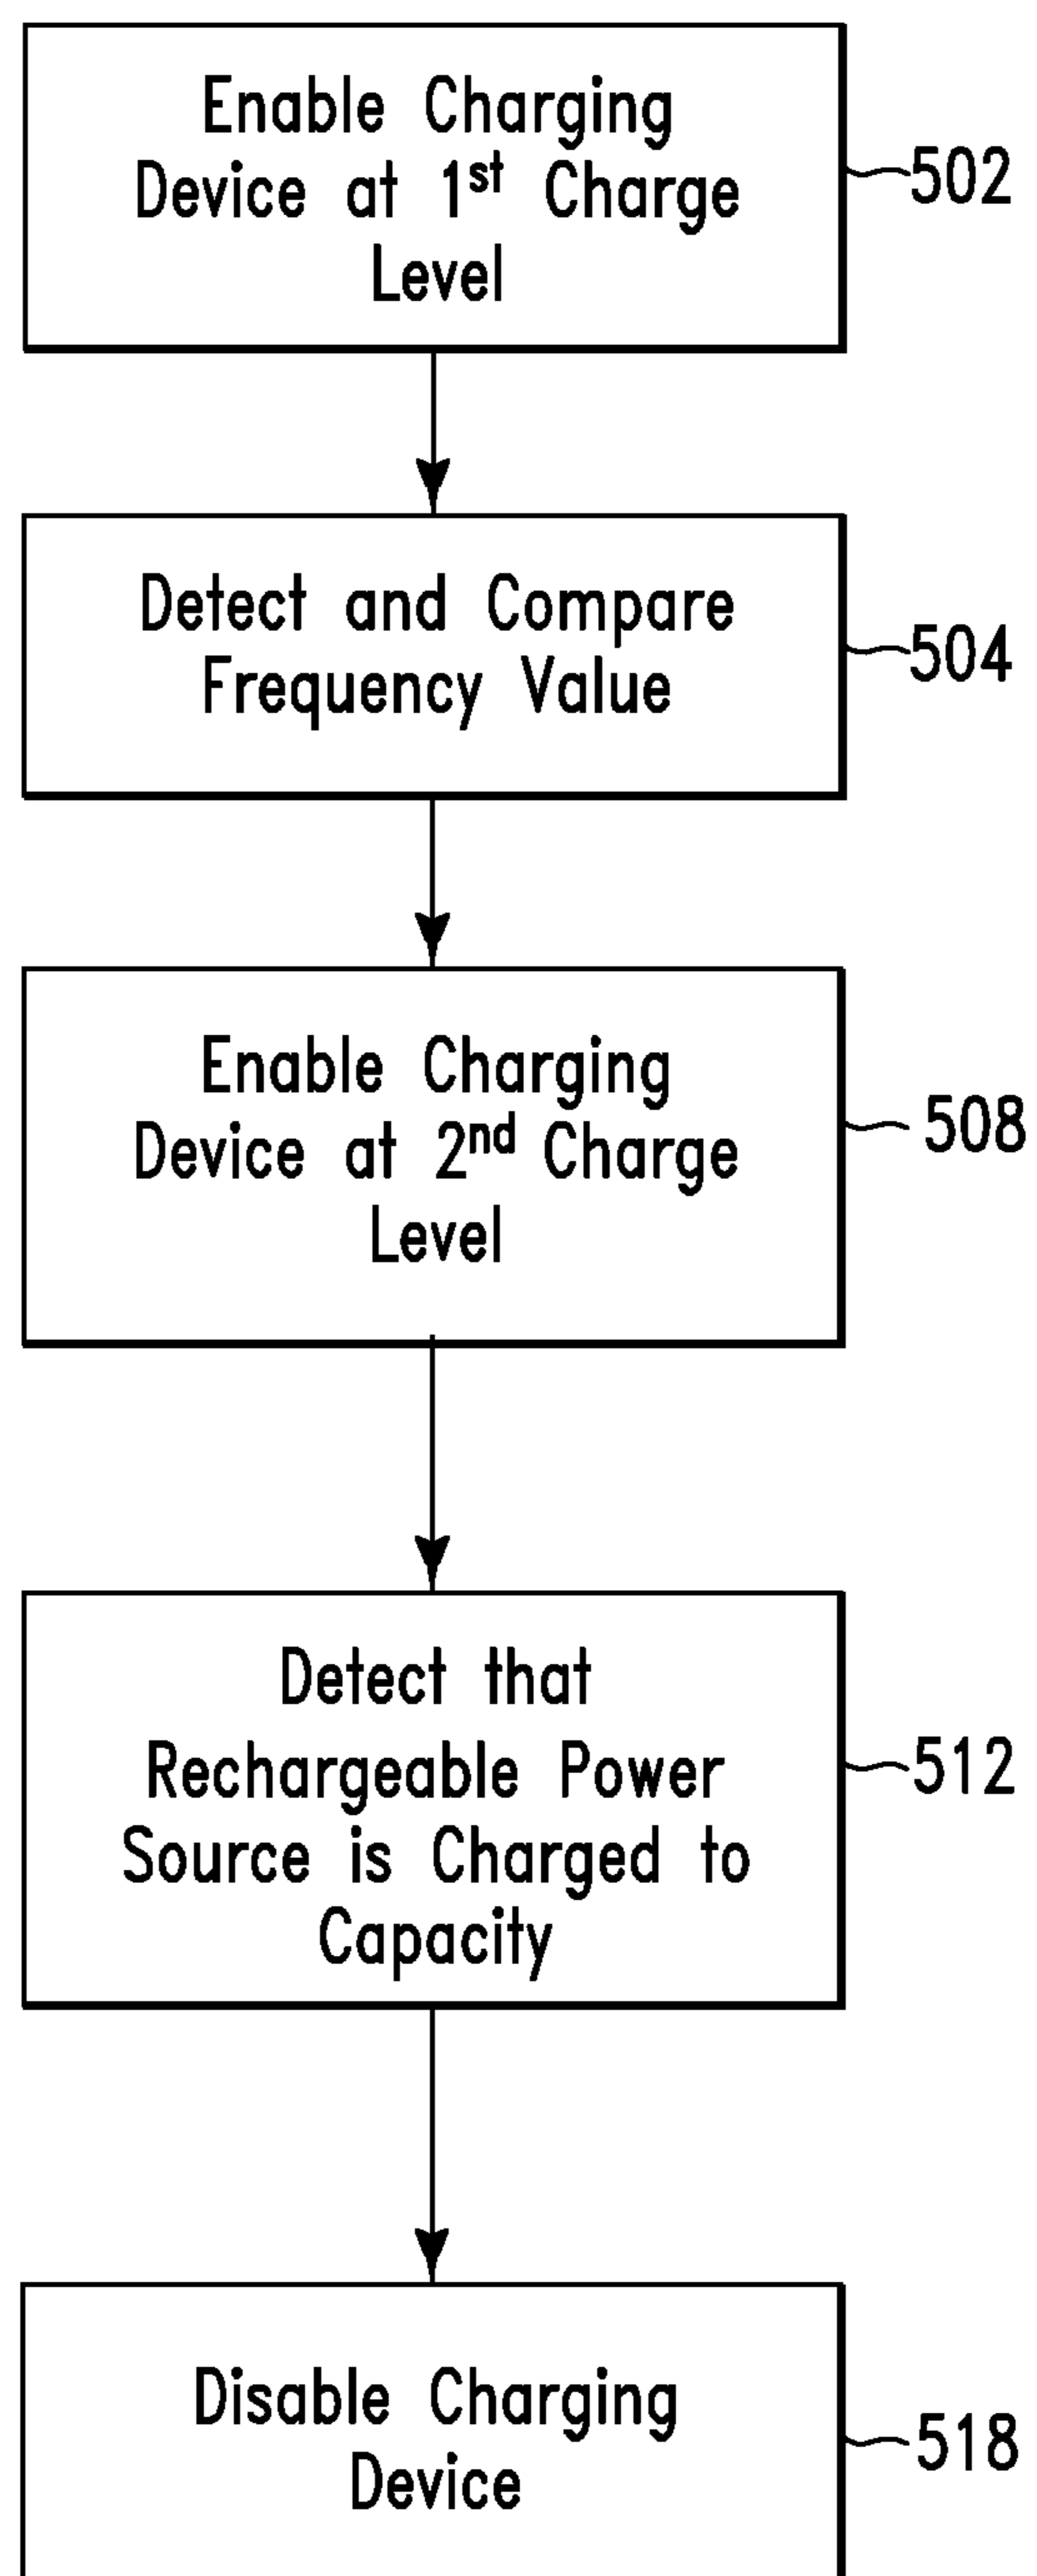 Enable Charging
Device at 1st Charge
Level
502
Detect and Compare
Frequency Value
504
Enable Charging
Device at 2nd Charge
Level
508
Detect that
Rechargeable Power
Source is Charged to
Capacity
512
Disable Charging
Device
518